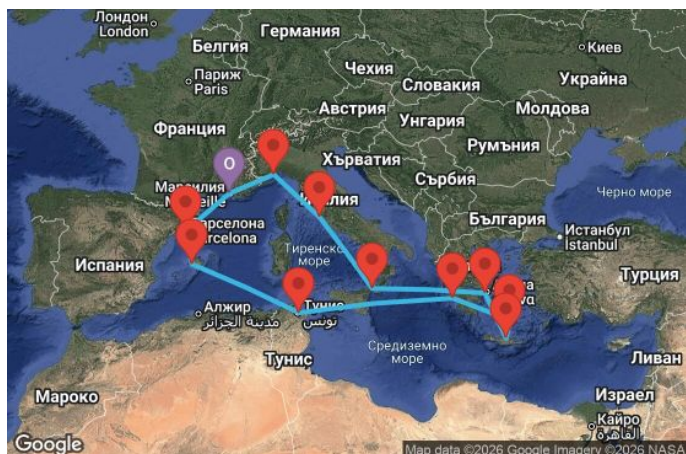 Лондон
London
Германия
Белгия
Киев
Париж
Paris
Чехия
Словакия
Украйна
Австрия
Франция
Унгария
Молдова
О
Хърватия
Румъния
Марсилия
Сърбия
Черно море
България
Истанбул
İstanbul
Тиренско
море
Испания
Турция
Алжир
مدينة الجزائر
Тунис
تونس
Средиземно
море
Тунис
Ливан
Мароко
Израел
Кайро
القاهرة
Google
Map data ©2026 Google Imagery ©2026 NASA